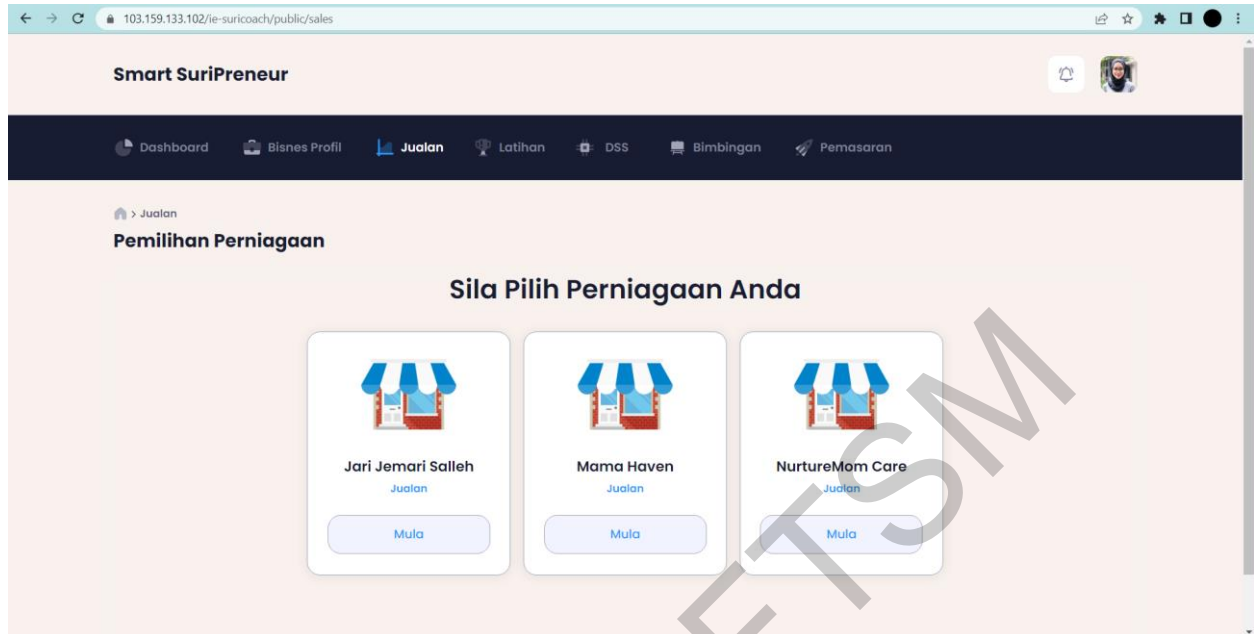 103.159.133.102/ie-suricoach/public/sales
Smart SuriPreneur
Dashboard Bisnes Profil Jualan Latihan DSS Bimbingan Pemasaran
> Jualan
Pemilihan Perniagaan
Sila Pilih Perniagaan Anda
Jari Jemari Salleh Mama Haven NurtureMom Care
Jualan Jualan Jualan
Mula Mula Mula
FTSM